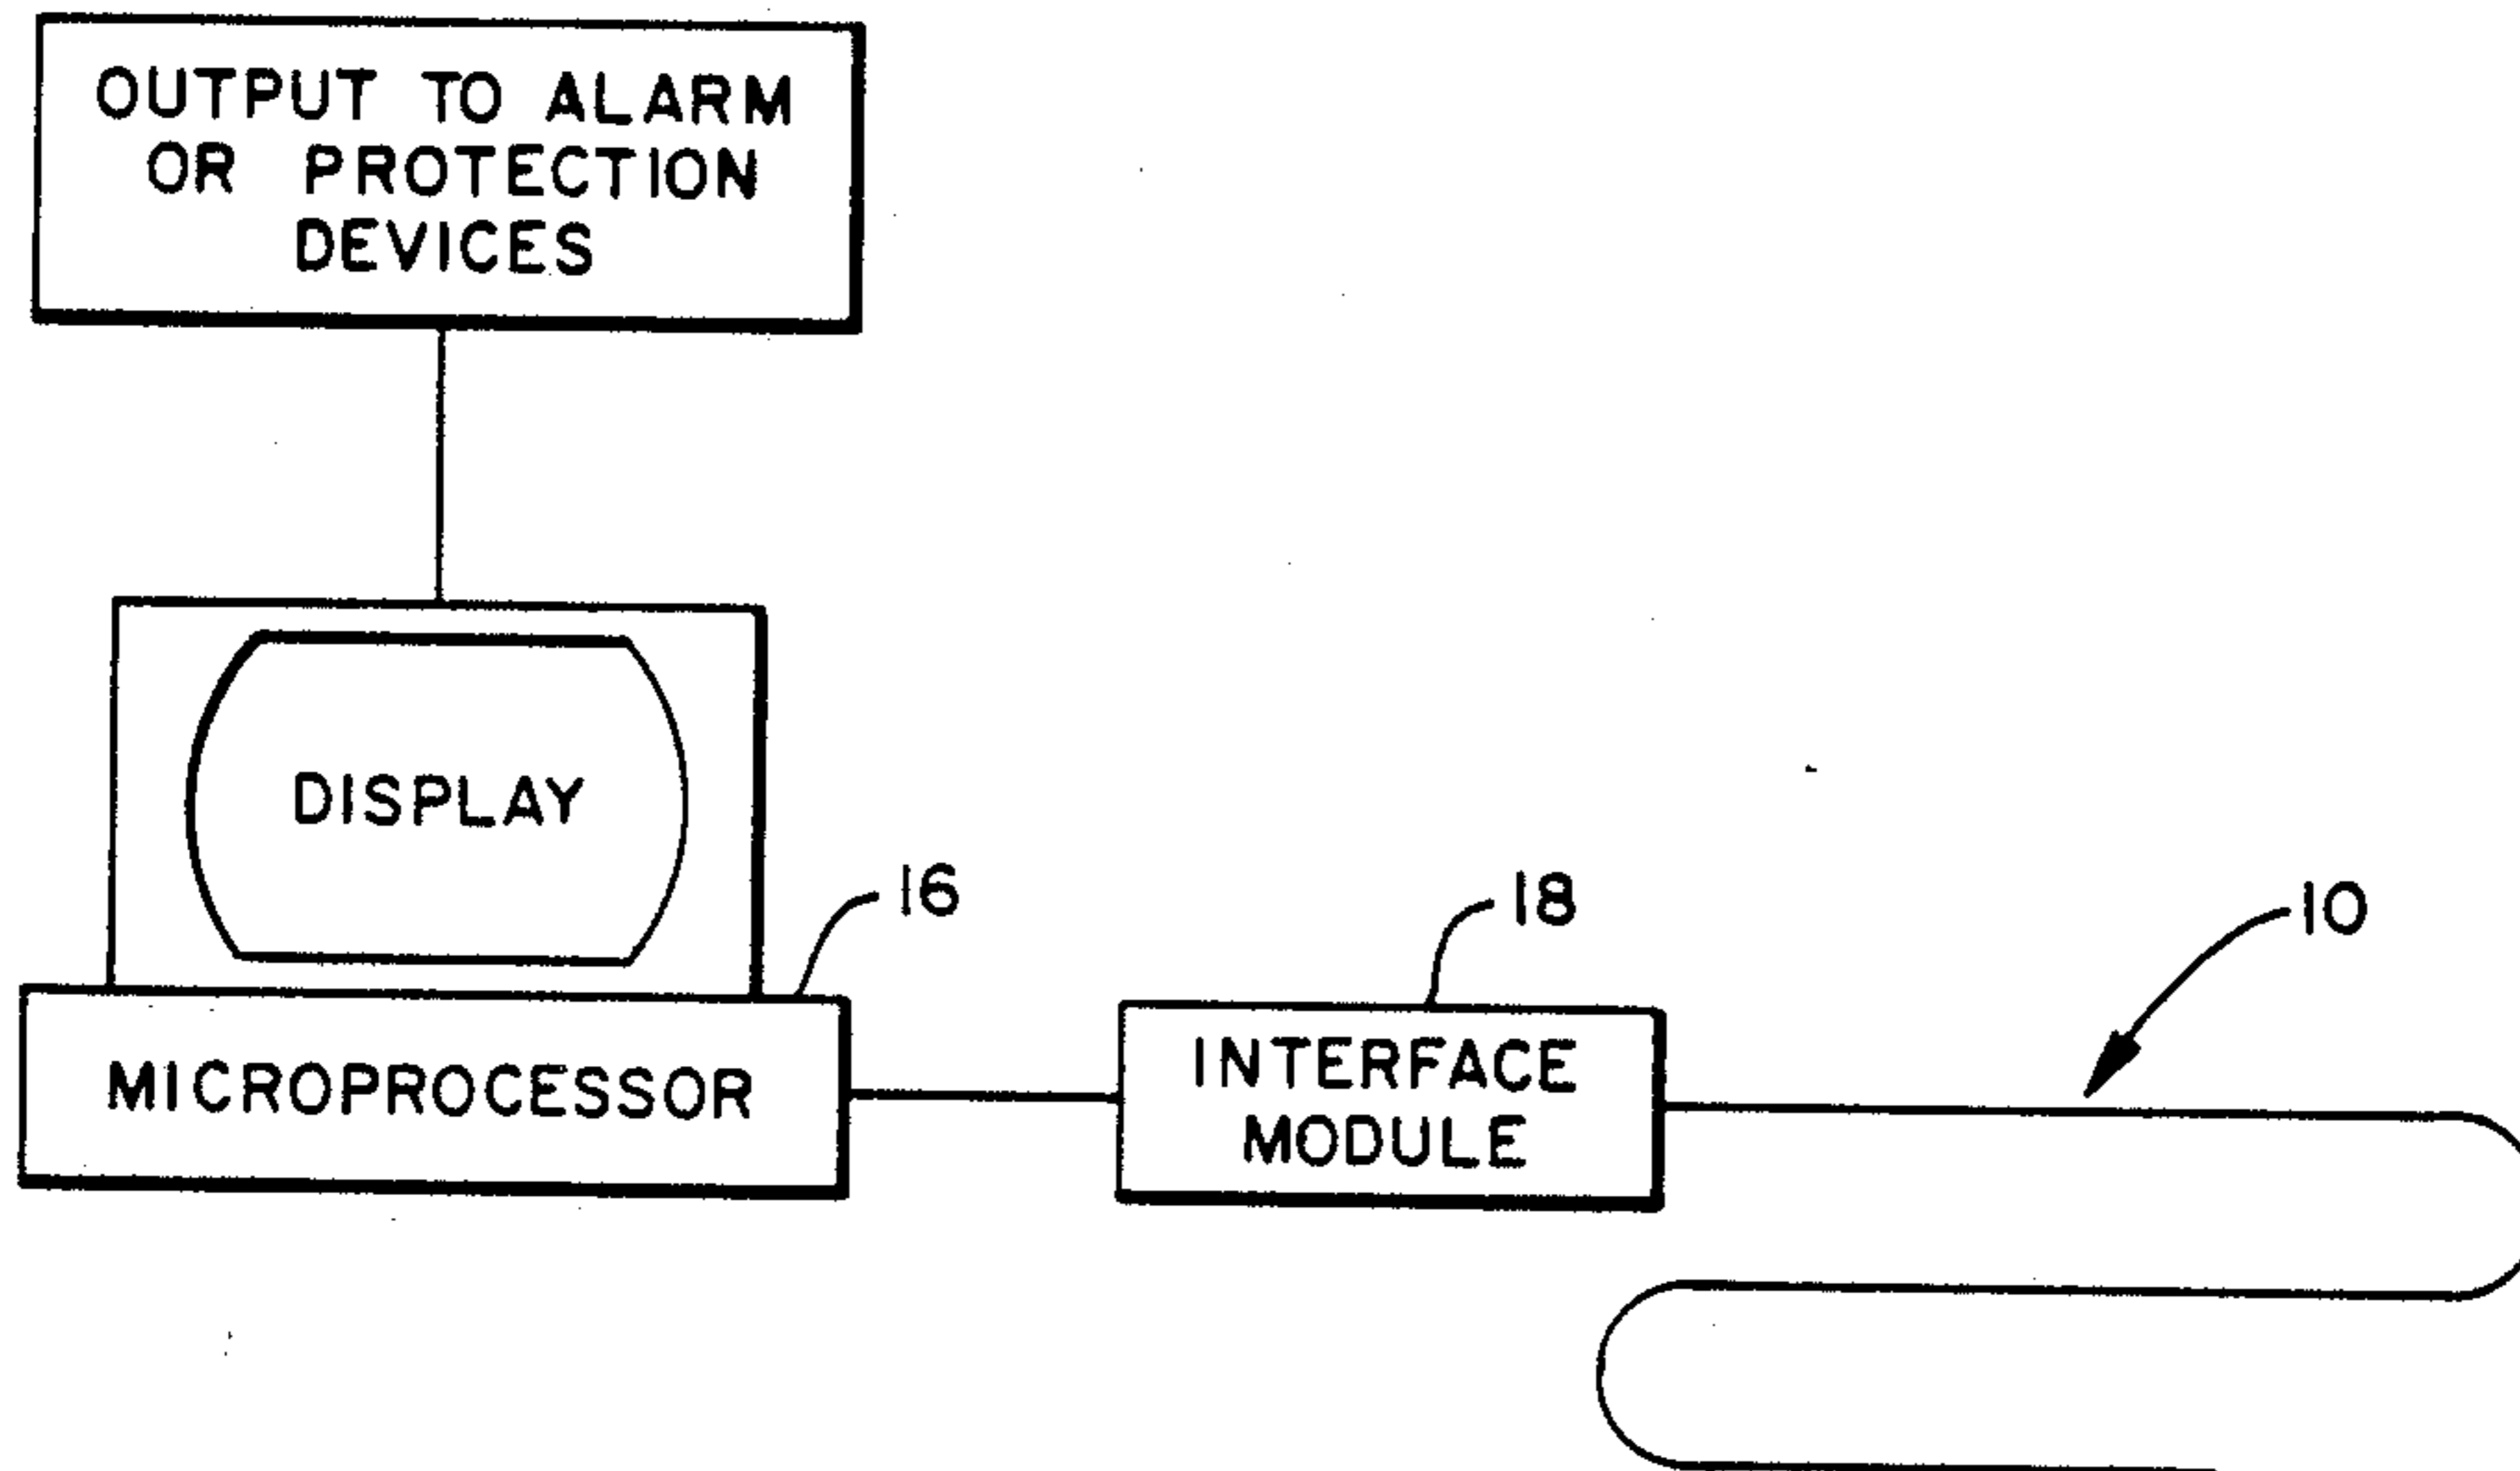 OUTPUT TO ALARM
OR PROTECTION
DEVICES
DISPLAY
16
18
10
MICROPROCESSOR
INTERFACE
MODULE